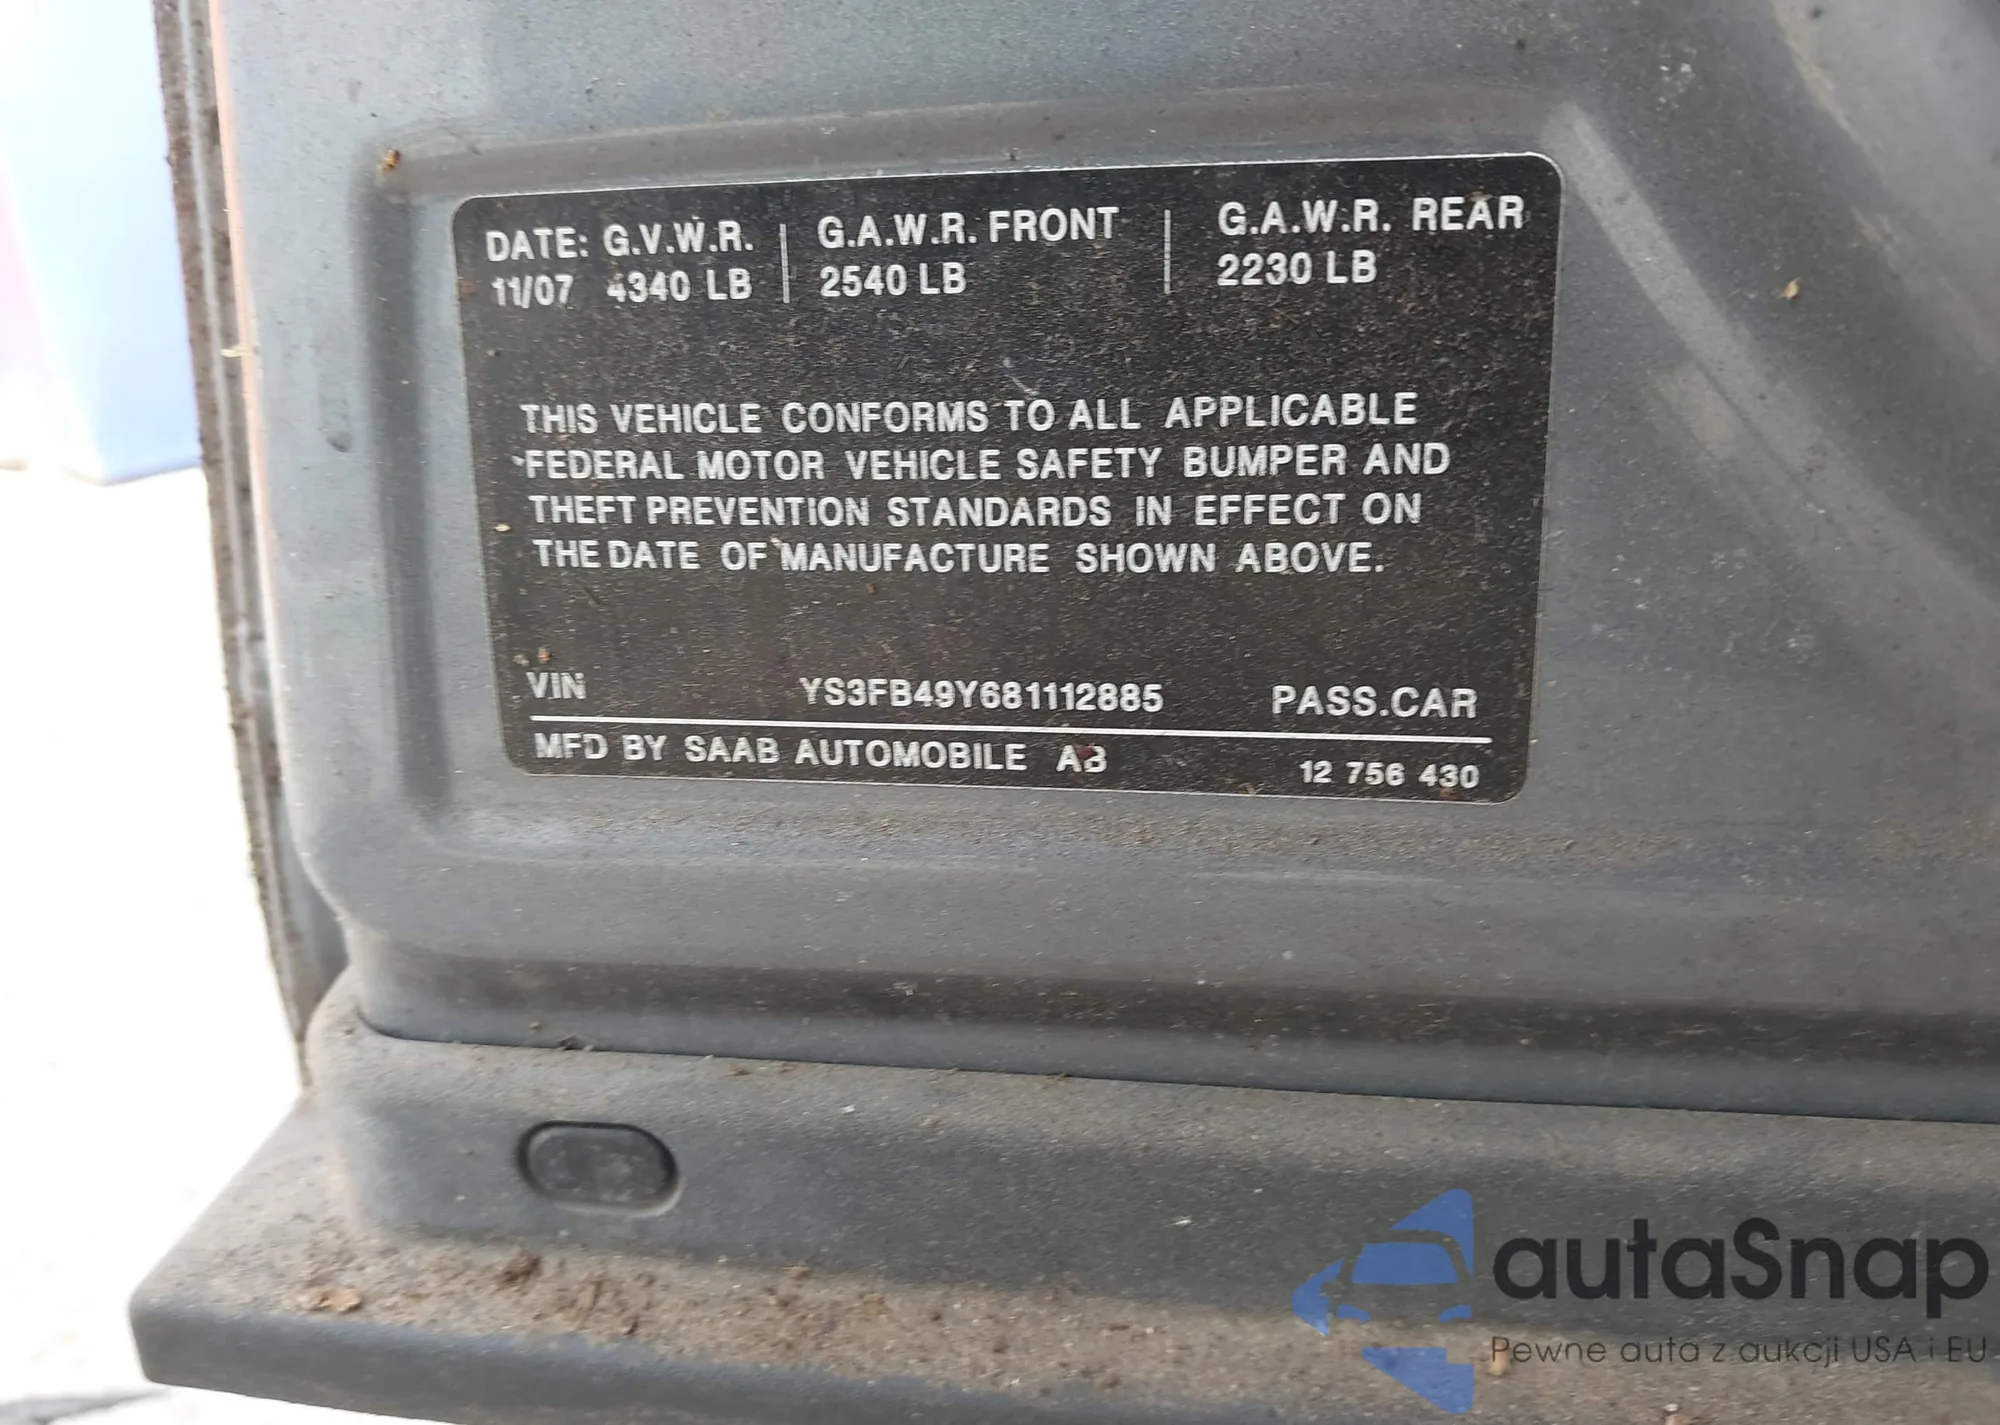 DATE: G.V.W.R. | G.A.W.R. FRONT | G.A.W.R. REAR
11/07 4340 LB | 2540 LB | 2230 LB
THIS VEHICLE CONFORMS TO ALL APPLICABLE
FEDERAL MOTOR VEHICLE SAFETY BUMPER AND
THEFT PREVENTION STANDARDS IN EFFECT ON
THE DATE OF MANUFACTURE SHOWN ABOVE.
VIN YS3FB49Y681112885 PASS.CAR
MFD BY SAAB AUTOMOBILE AB 12 756 430
autaSnap
Pewne auta z aukcji USA i EU